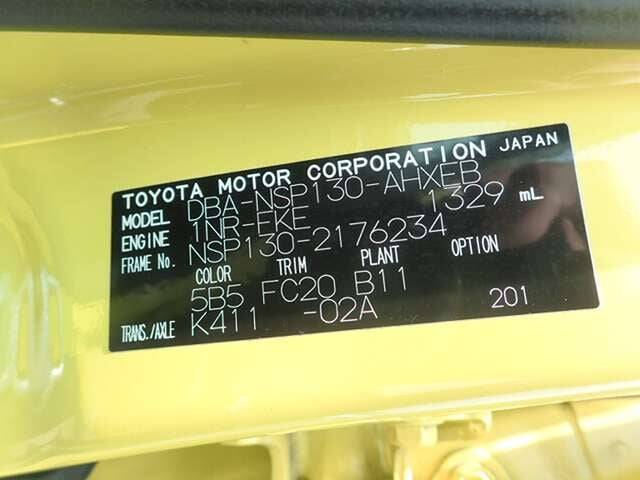 TOYOTA MOTOR CORPORATION JAPAN
MODEL DBA-NSP130-AHXEB
ENGINE 1NR-FKE 1329 mL
FRAME No. NSP130-2176234
COLOR TRIM PLANT OPTION
5B5 FC20 B11
TRANS./AXLE K411 -02A 201